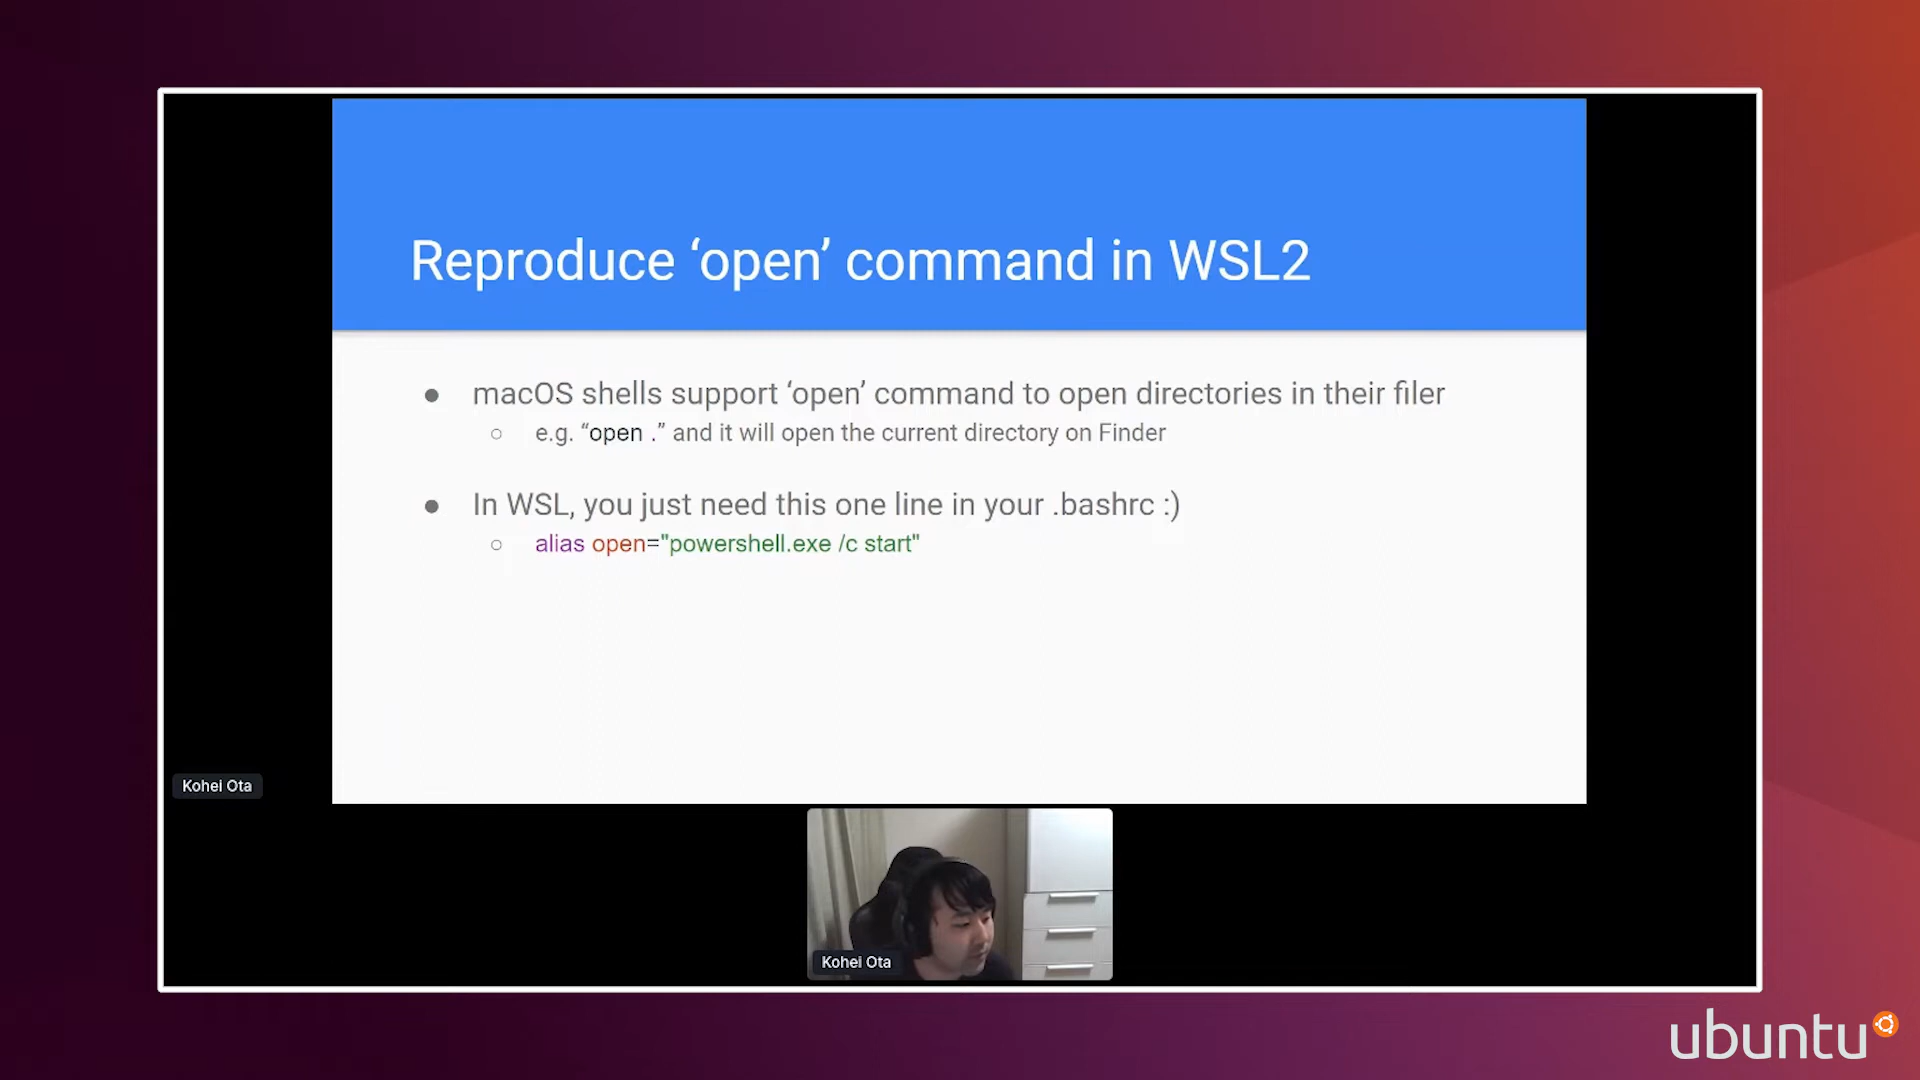 Reproduce ‘open’ command in WSL2
macOS shells support ‘open’ command to open directories in their filer
e.g. “open .” and it will open the current directory on Finder
In WSL, you just need this one line in your .bashrc :)
alias open="powershell.exe /c start"
Kohei Ota
Kohei Ota
ubuntu